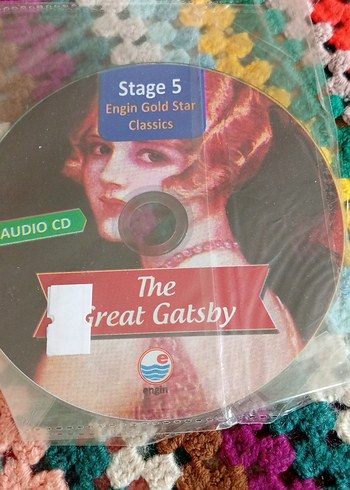 Stage 5
Engin Gold Star
Classics
AUDIO CD
The
Great Gatsby
e
engin